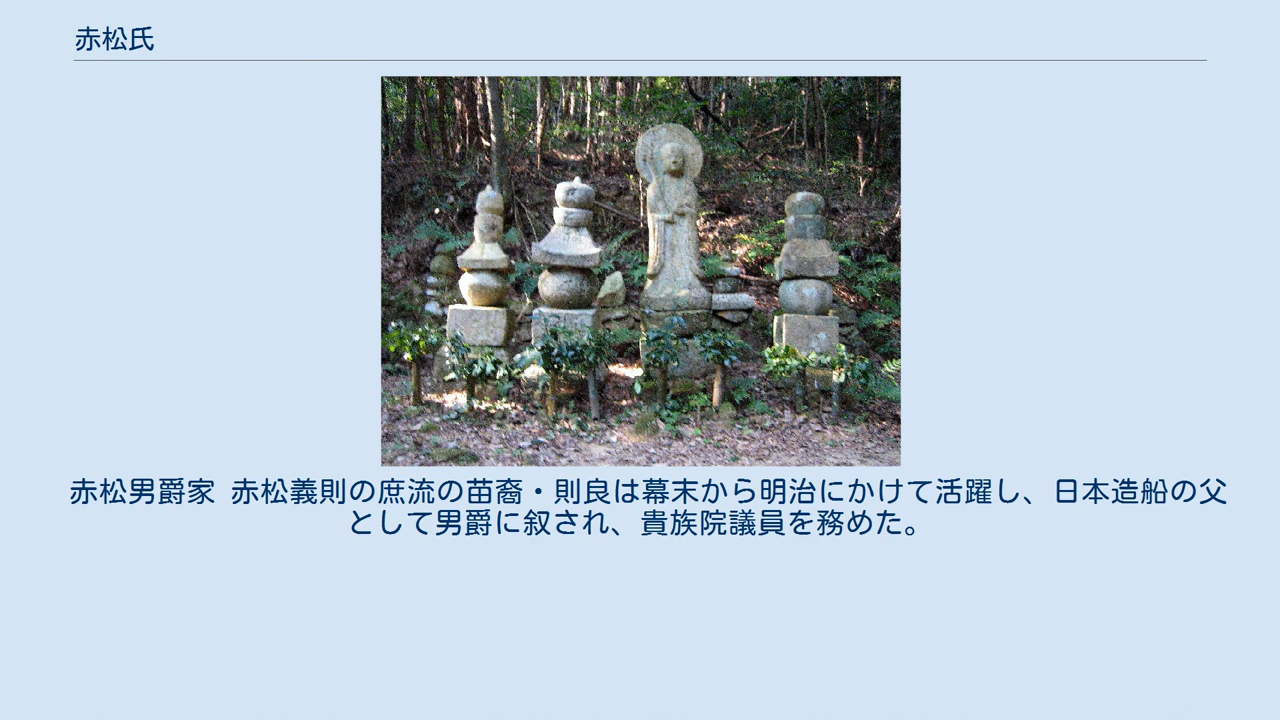 赤松氏
赤松男爵家 赤松義則の庶流の苗裔・則良は幕末から明治にかけて活躍し、日本造船の父
として男爵に叙され、貴族院議員を務めた。